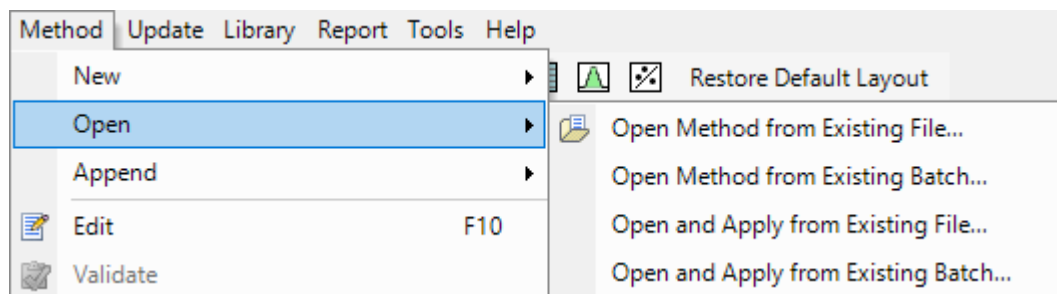 Method Update Library Report Tools Help
New
Restore Default Layout
Open
Open Method from Existing File...
Append
Open Method from Existing Batch...
Edit F10
Open and Apply from Existing File...
Validate
Open and Apply from Existing Batch...